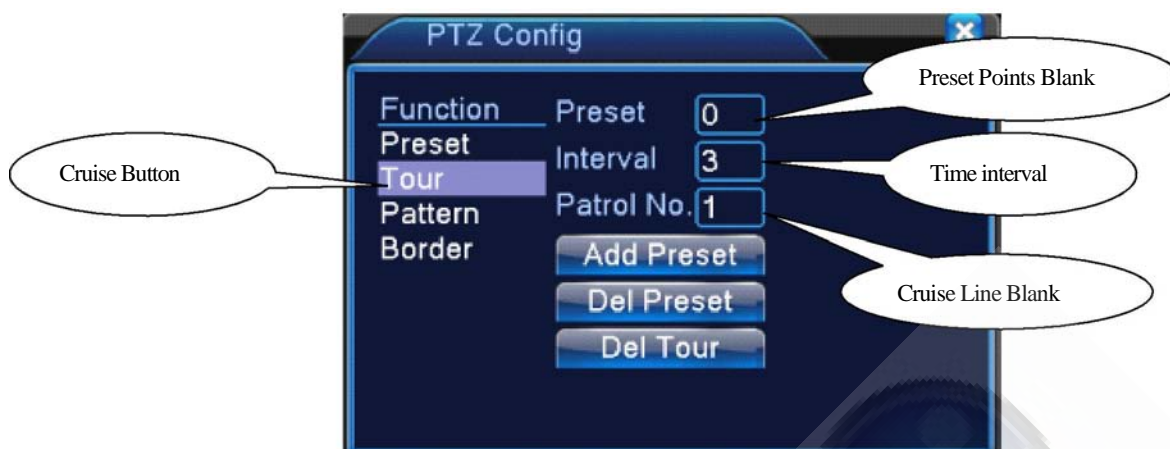 PTZ Config
Preset Points Blank
Function
Preset
0
Preset
Interval
3
Time interval
Cruise Button
Tour
Patrol No.
1
Pattern
Border
Add Preset
Cruise Line Blank
Del Preset
Del Tour